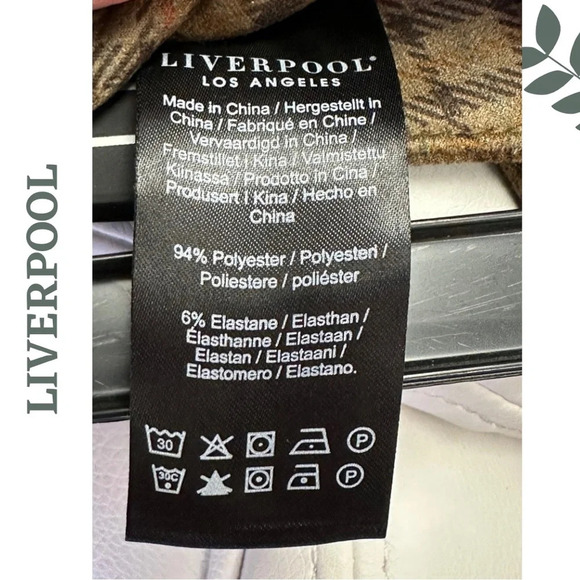 LIVERPOOL
LIVERPOOL®
LOS ANGELES
Made in China / Hergestellt in
China / Fabriqué en Chine /
Vervaardigd in China /
Fremstillet i Kina / Valmistettu
Kiinassa / Prodotto in Cina /
Produsert i Kina / Hecho en
China
94% Polyester / Polyesteri /
Poliestere / poliéster
6% Elastane / Elasthan /
Élasthanne / Elastaan /
Elastan / Elastaani /
Elastomero / Elastano.
30 P
30C P